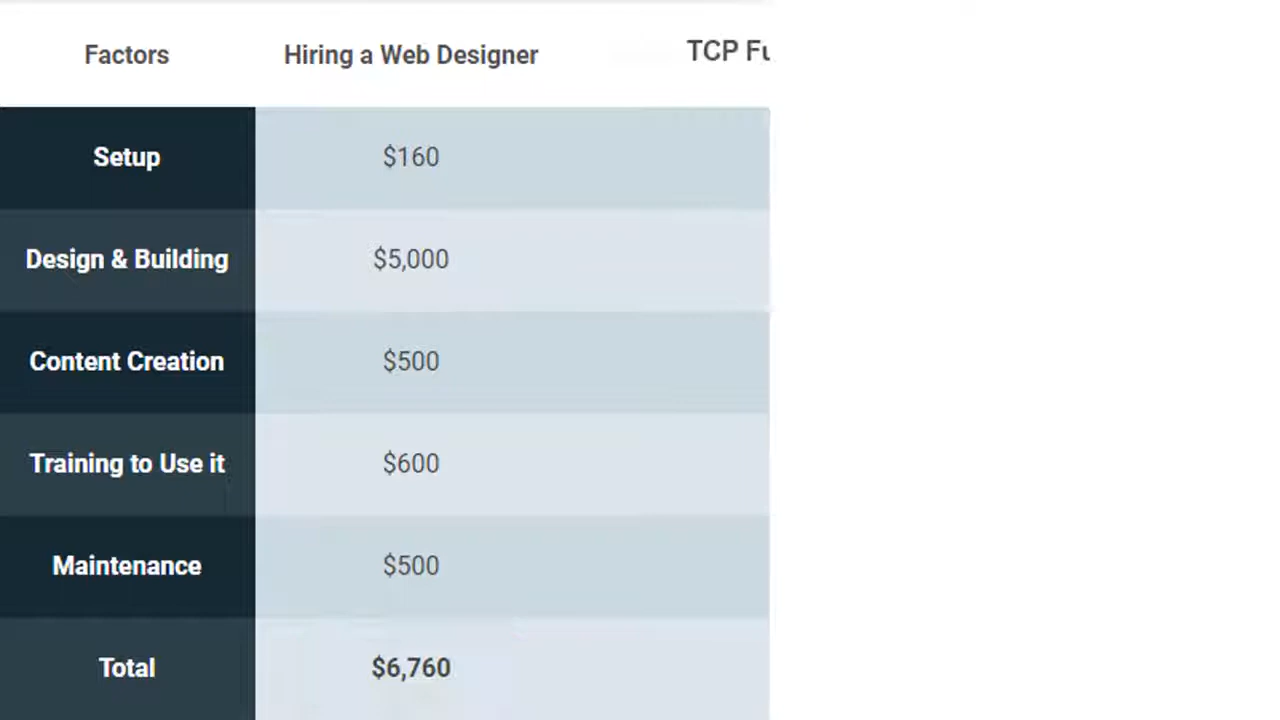 Factors Hiring a Web Designer TCP
Setup $160
Design & Building $5,000
Content Creation $500
Training to Use it $600
Maintenance $500
Total $6,760